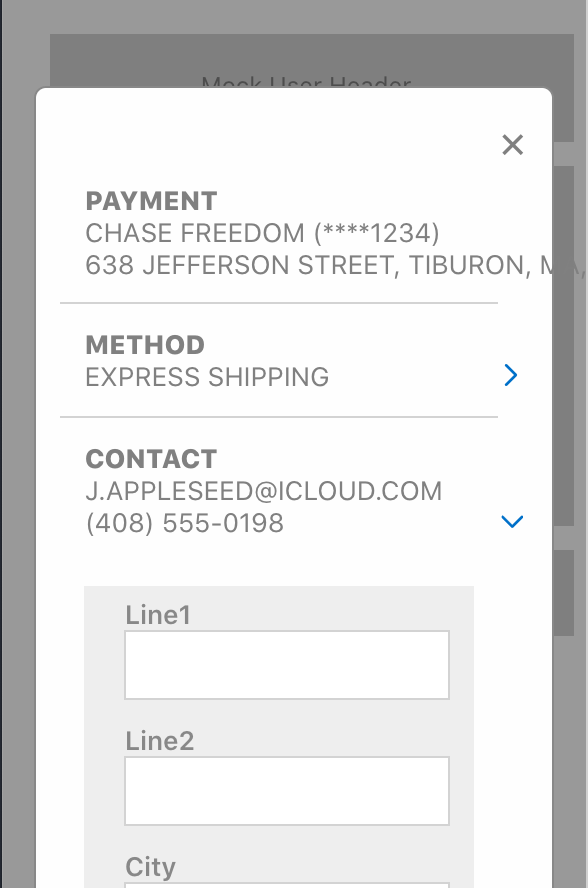 Mock User Header
PAYMENT
CHASE FREEDOM (****1234)
638 JEFFERSON STREET, TIBURON, MA,
METHOD
EXPRESS SHIPPING
CONTACT
J.APPLESEED@ICLOUD.COM
(408) 555-0198
Line1
Line2
City